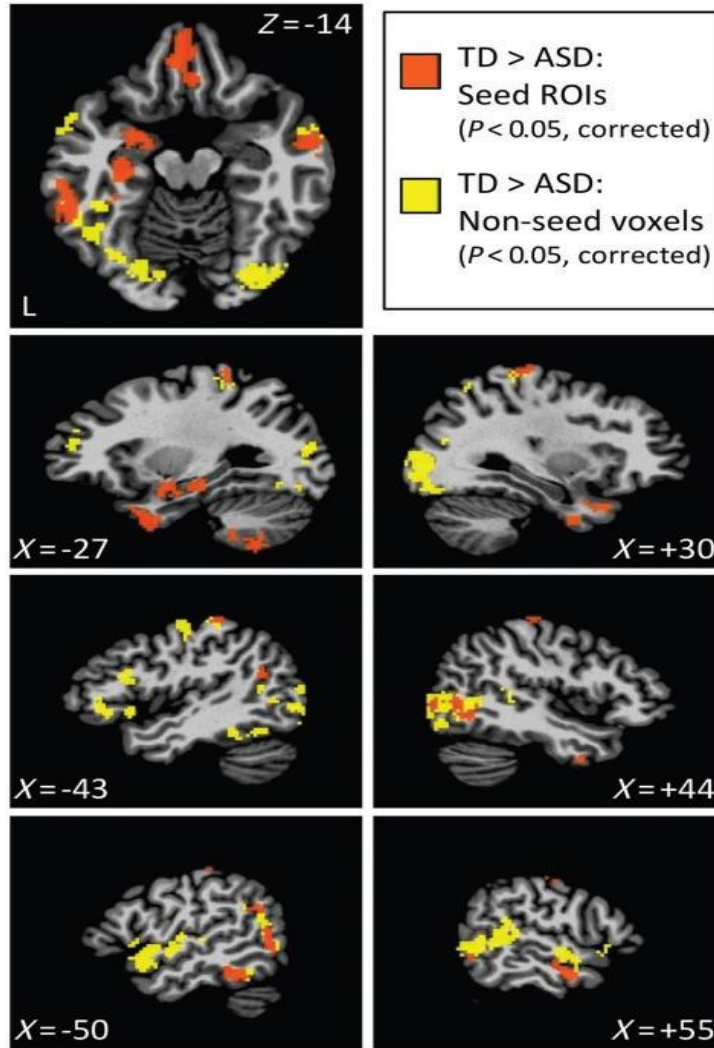 Z = -14
L
TD > ASD:
Seed ROIs
(P < 0.05, corrected)
TD > ASD:
Non-seed voxels
(P < 0.05, corrected)
X = -27
X = +30
X = -43
X = +44
X = -50
X = +55